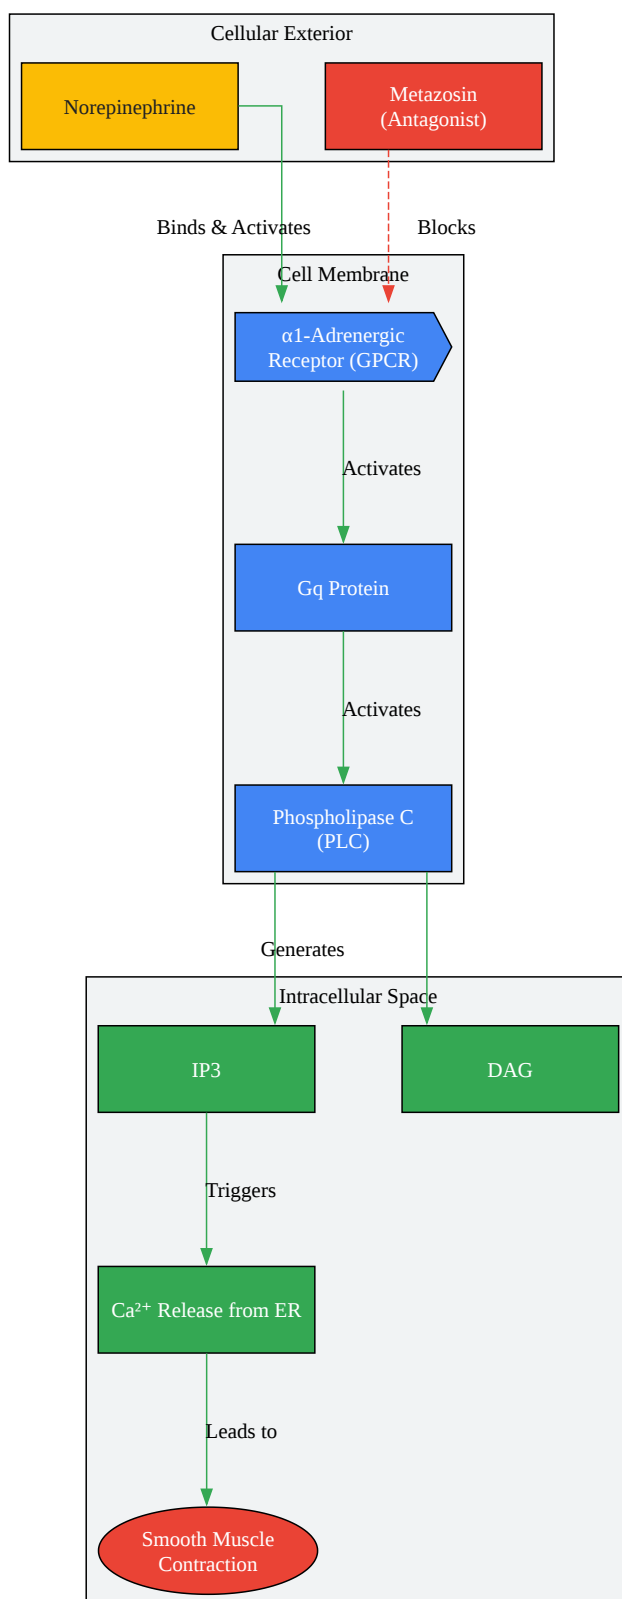 Cellular Exterior
Norepinephrine
Metazosin
(Antagonist)
Binds & Activates
Blocks
Cell Membrane
α1-Adrenergic
Receptor (GPCR)
Activates
Gq Protein
Activates
Phospholipase C
(PLC)
Generates
Intracellular Space
IP3
DAG
Triggers
Ca²⁺ Release from ER
Leads to
Smooth Muscle
Contraction